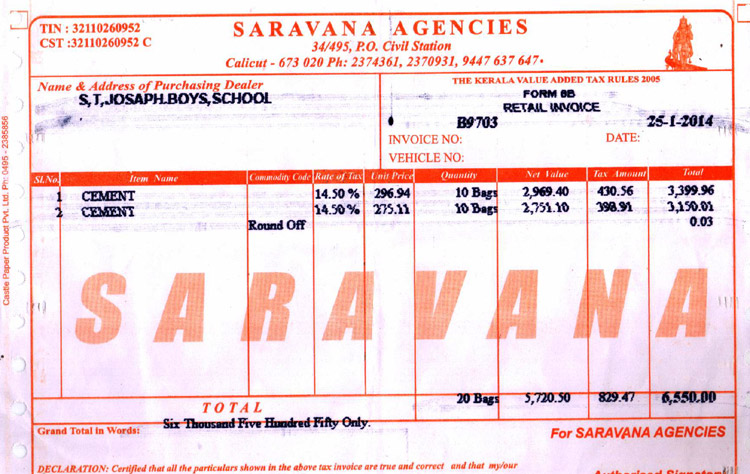 TIN : 32110260952
CST :32110260952 C
SARAVANA AGENCIES
34/495, P.O. Civil Station
Calicut - 673 020 Ph: 2374361, 2370931, 9447 637 647
Name & Address of Purchasing Dealer
S,T,.JOSAPH.BOYS,SCHOOL
THE KERALA VALUE ADDED TAX RULES 2005
FORM 8B
RETAIL INVOICE
B9703 25-1-2014
INVOICE NO: DATE:
VEHICLE NO:
Sl.No. Item Name Commodity Code Rate of Tax Unit Price Quantity Net Value Tax Amount Total
1 CEMENT 14.50 % 296.94 10 Bags 2,969.40 430.56 3,399.96
2 CEMENT 14.50 % 275.11 10 Bags 2,751.10 398.91 3,150.01
Round Off 0.03
SARAVANA
TOTAL 20 Bags 5,720.50 829.47 6,550.00
Grand Total in Words: Six Thousand Five Hundred Fifty Only.
For SARAVANA AGENCIES
DECLARATION: Certified that all the particulars shown in the above tax invoice are true and correct and that my/our
Authorised Signatory
Castle Paper Product Pvt. Ltd. Ph: 0495 - 2385856